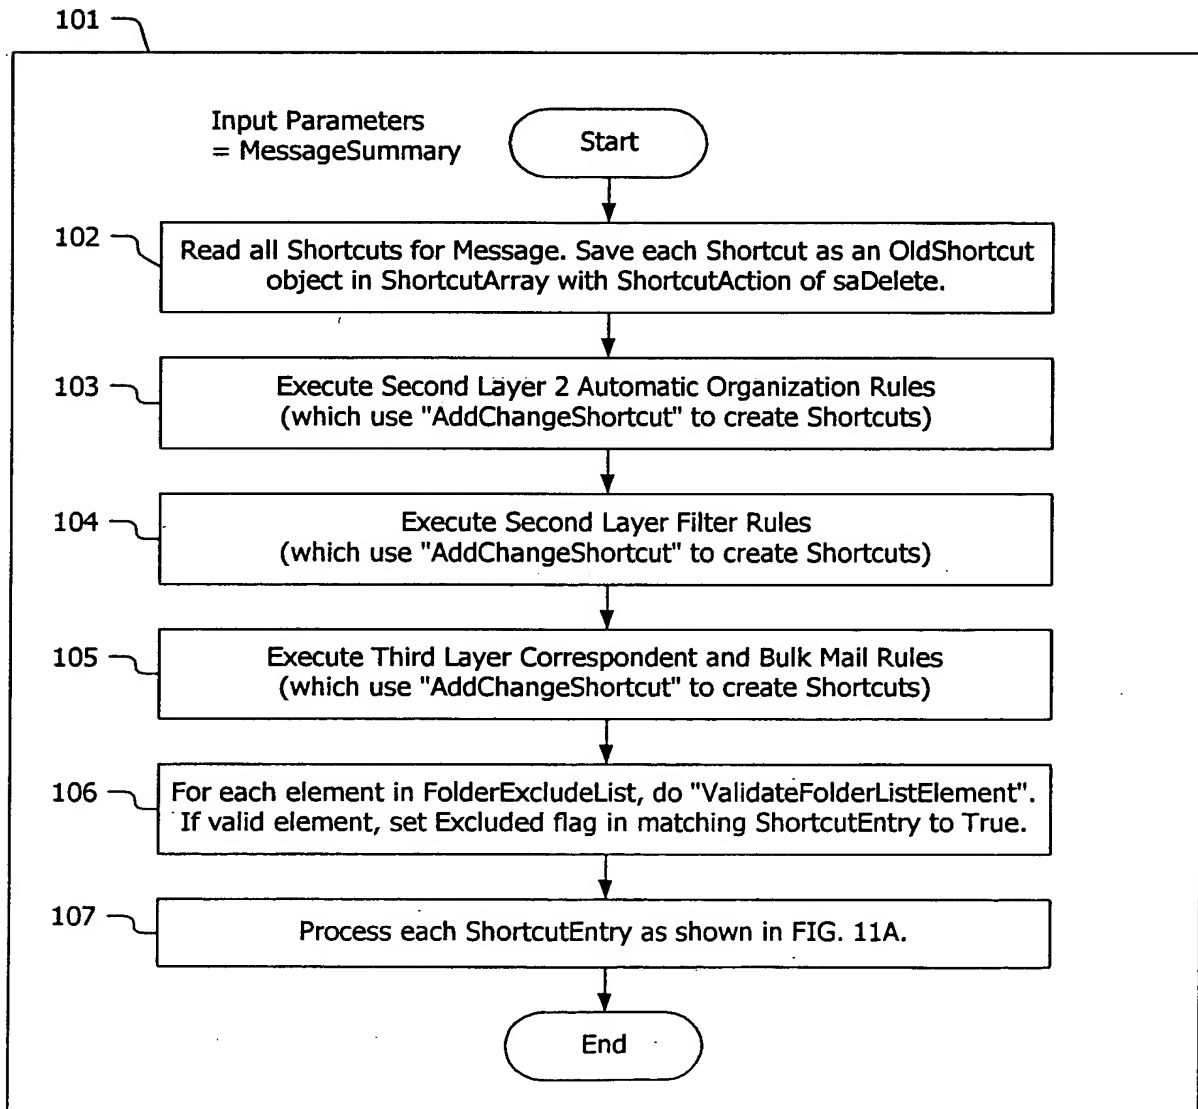 101
Input Parameters
= MessageSummary
Start
102
Read all Shortcuts for Message. Save each Shortcut as an OldShortcut
object in ShortcutArray with ShortcutAction of saDelete.
103
Execute Second Layer 2 Automatic Organization Rules
(which use "AddChangeShortcut" to create Shortcuts)
104
Execute Second Layer Filter Rules
(which use "AddChangeShortcut" to create Shortcuts)
105
Execute Third Layer Correspondent and Bulk Mail Rules
(which use "AddChangeShortcut" to create Shortcuts)
106
For each element in FolderExcludeList, do "ValidateFolderListElement".
If valid element, set Excluded flag in matching ShortcutEntry to True.
107
Process each ShortcutEntry as shown in FIG. 11A.
End